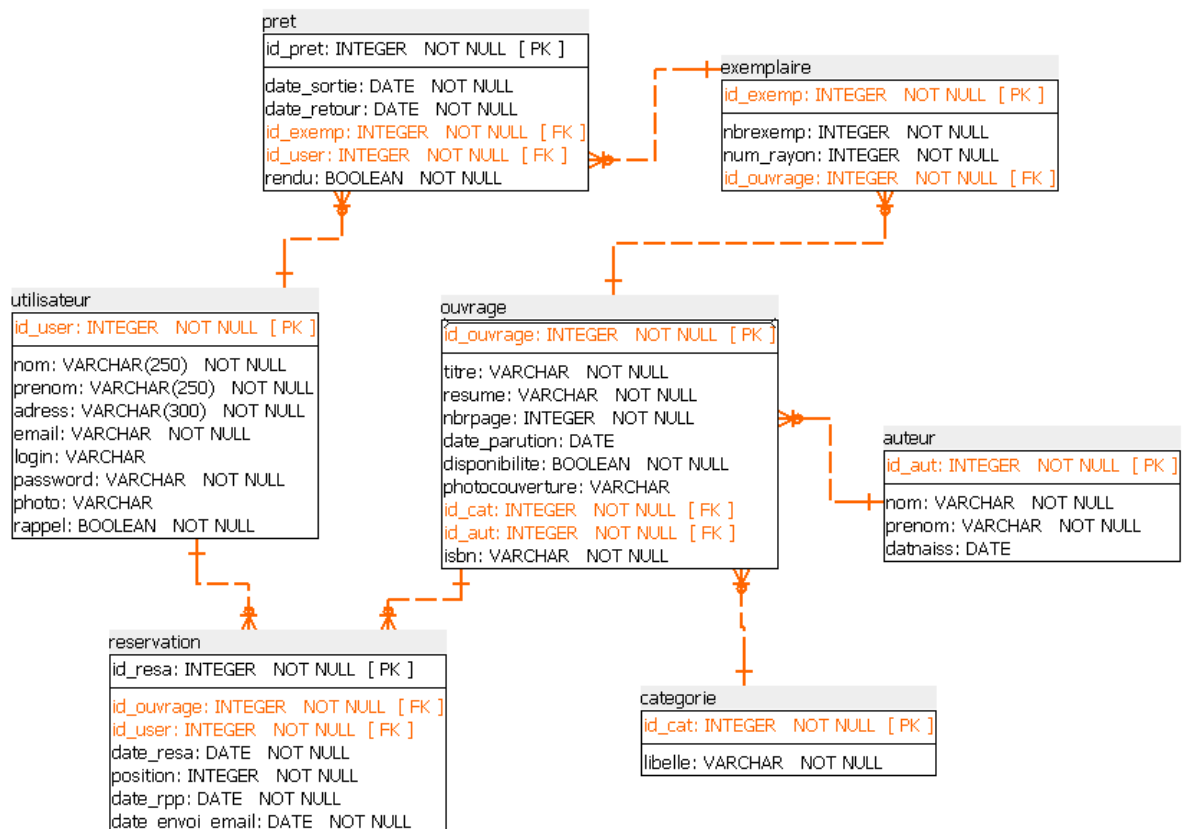 pret
id_pret: INTEGER NOT NULL [ PK ]
date_sortie: DATE NOT NULL
date_retour: DATE NOT NULL
id_exemp: INTEGER NOT NULL [ FK ]
id_user: INTEGER NOT NULL [ FK ]
rendu: BOOLEAN NOT NULL
exemplaire
id_exemp: INTEGER NOT NULL [ PK ]
nbrexemp: INTEGER NOT NULL
num_rayon: INTEGER NOT NULL
id_ouvrage: INTEGER NOT NULL [ FK ]
utilisateur
id_user: INTEGER NOT NULL [ PK ]
nom: VARCHAR(250) NOT NULL
prenom: VARCHAR(250) NOT NULL
adress: VARCHAR(300) NOT NULL
email: VARCHAR NOT NULL
login: VARCHAR
password: VARCHAR NOT NULL
photo: VARCHAR
rappel: BOOLEAN NOT NULL
ouvrage
id_ouvrage: INTEGER NOT NULL [ PK ]
titre: VARCHAR NOT NULL
resume: VARCHAR NOT NULL
nbrpage: INTEGER NOT NULL
date_parution: DATE
disponibilite: BOOLEAN NOT NULL
photocouverture: VARCHAR
id_cat: INTEGER NOT NULL [ FK ]
id_aut: INTEGER NOT NULL [ FK ]
isbn: VARCHAR NOT NULL
auteur
id_aut: INTEGER NOT NULL [ PK ]
nom: VARCHAR NOT NULL
prenom: VARCHAR NOT NULL
datnaiss: DATE
reservation
id_resa: INTEGER NOT NULL [ PK ]
id_ouvrage: INTEGER NOT NULL [ FK ]
id_user: INTEGER NOT NULL [ FK ]
date_resa: DATE NOT NULL
position: INTEGER NOT NULL
date_rpp: DATE NOT NULL
date_envoi_email: DATE NOT NULL
categorie
id_cat: INTEGER NOT NULL [ PK ]
libelle: VARCHAR NOT NULL